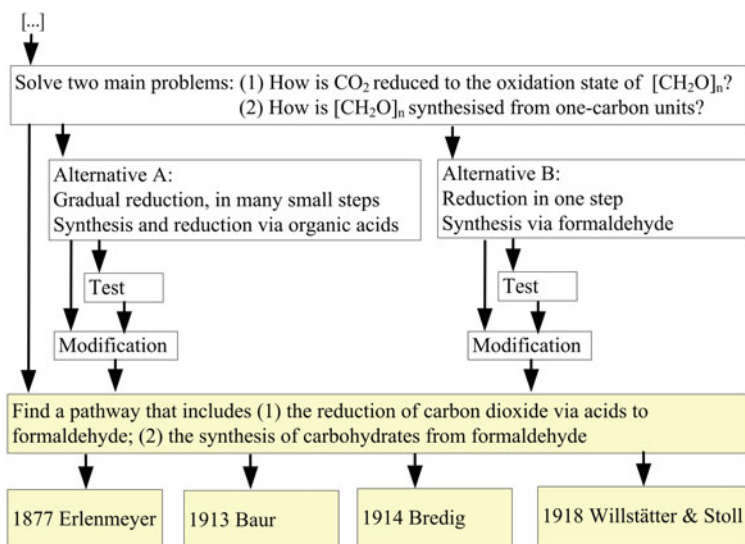 [...]
Solve two main problems: (1) How is CO₂ reduced to the oxidation state of [CH₂O]ₙ?
(2) How is [CH₂O]ₙ synthesised from one-carbon units?
Alternative A:
Gradual reduction, in many small steps
Synthesis and reduction via organic acids
Alternative B:
Reduction in one step
Synthesis via formaldehyde
Test
Test
Modification
Modification
Find a pathway that includes (1) the reduction of carbon dioxide via acids to
formaldehyde; (2) the synthesis of carbohydrates from formaldehyde
1877 Erlenmeyer
1913 Baur
1914 Bredig
1918 Willstätter & Stoll